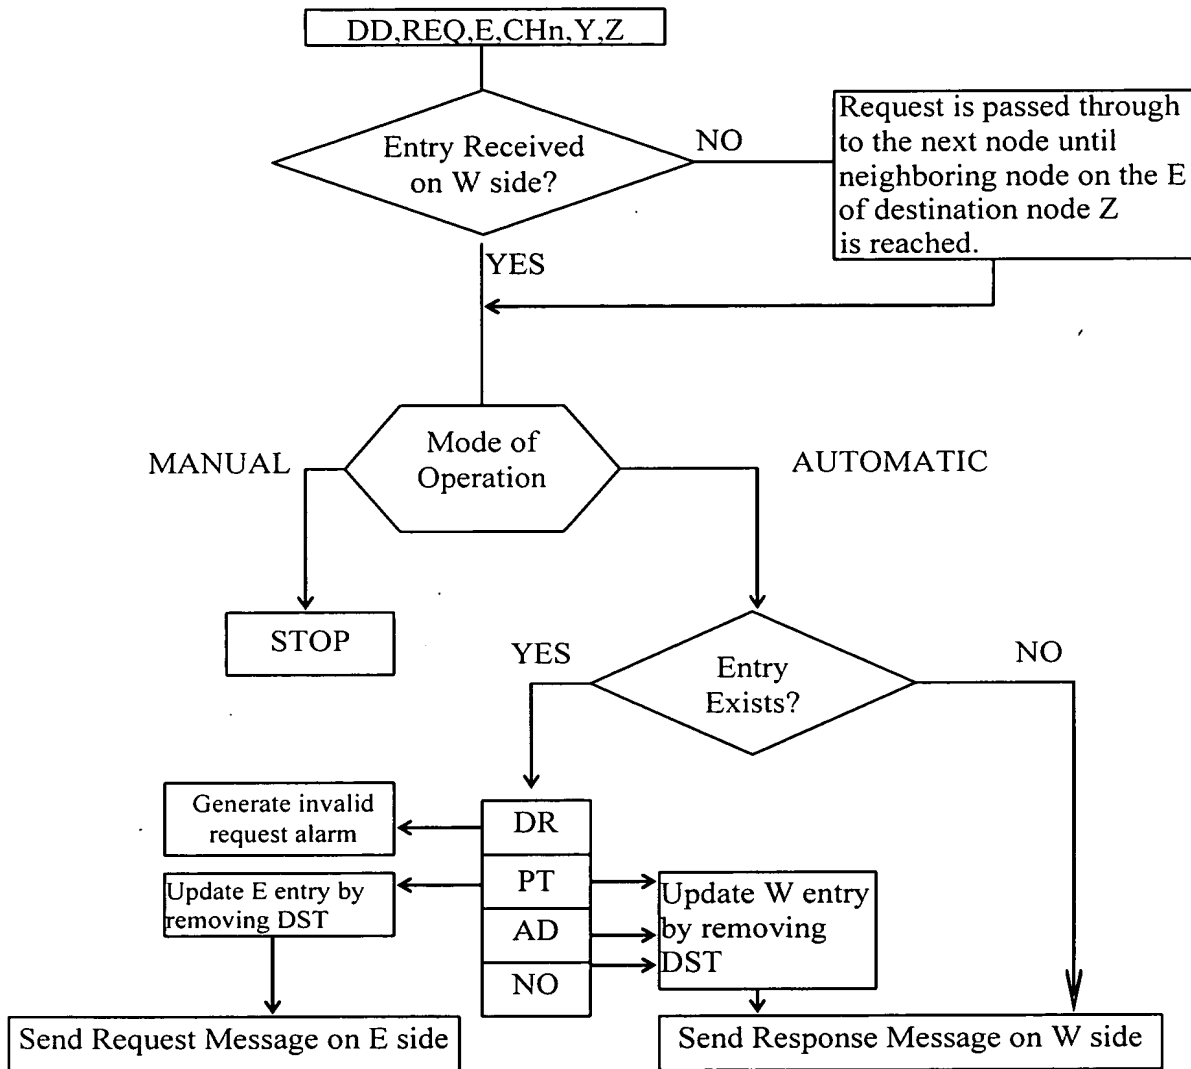 DD,REQ,E,CHn,Y,Z
Entry Received
on W side?
NO
Request is passed through
to the next node until
neighboring node on the E
of destination node Z
is reached.
YES
Mode of
Operation
MANUAL
AUTOMATIC
STOP
YES
Entry
Exists?
NO
Generate invalid
request alarm
DR
Update E entry by
removing DST
PT
Update W entry
by removing
DST
AD
NO
Send Request Message on E side
Send Response Message on W side